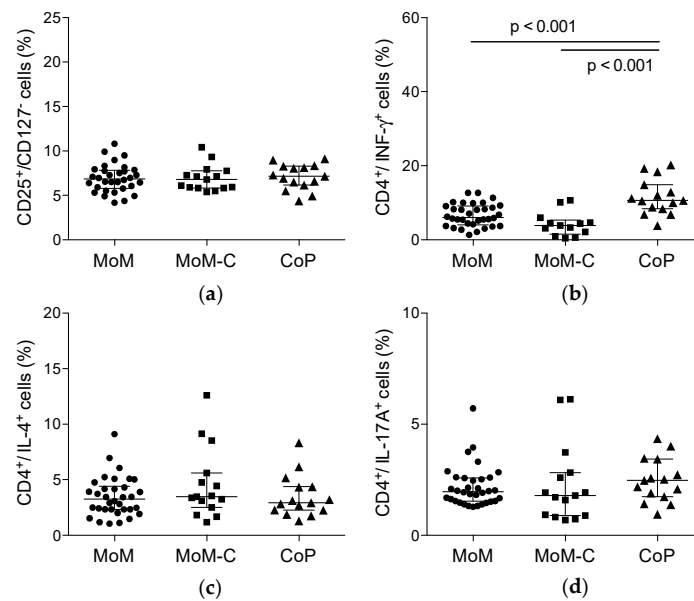 25
20
15
10
5
0
CD25⁺/CD127⁻ cells (%)
MoM MoM-C CoP
(a)
60
40
20
0
CD4⁺/ INF-γ⁺ cells (%)
p < 0.001
p < 0.001
MoM MoM-C CoP
(b)
20
15
10
5
0
CD4⁺/ IL-4⁺ cells (%)
MoM MoM-C CoP
(c)
10
5
2
0
CD4⁺/ IL-17A⁺ cells (%)
MoM MoM-C CoP
(d)